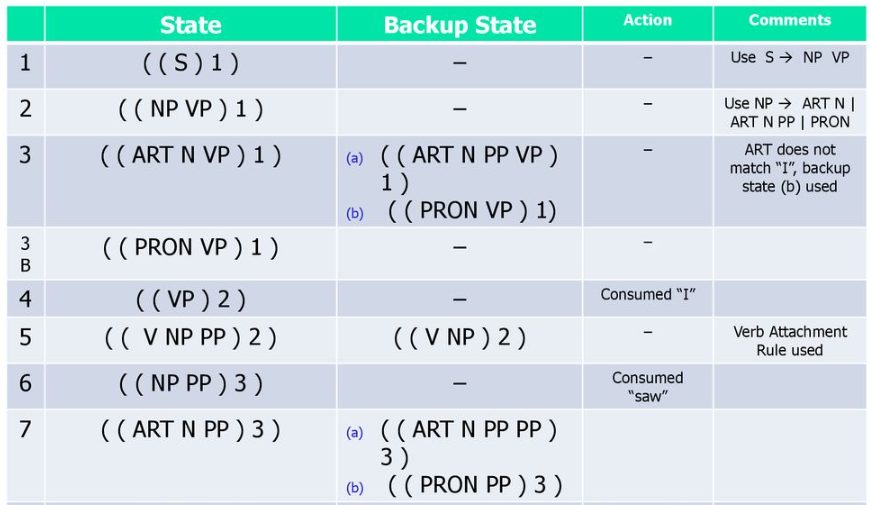 State Backup State Action Comments
1 ( ( S ) 1 ) – – Use S → NP VP
2 ( ( NP VP ) 1 ) – – Use NP → ART N |
ART N PP | PRON
3 ( ( ART N VP ) 1 ) (a) ( ( ART N PP VP ) – ART does not
1 ) match “I”, backup
(b) ( ( PRON VP ) 1) state (b) used
3 ( ( PRON VP ) 1 ) – –
B
4 ( ( VP ) 2 ) – Consumed “I”
5 ( ( V NP PP ) 2 ) ( ( V NP ) 2 ) – Verb Attachment
Rule used
6 ( ( NP PP ) 3 ) – Consumed
“saw”
7 ( ( ART N PP ) 3 ) (a) ( ( ART N PP PP )
3 )
(b) ( ( PRON PP ) 3 )